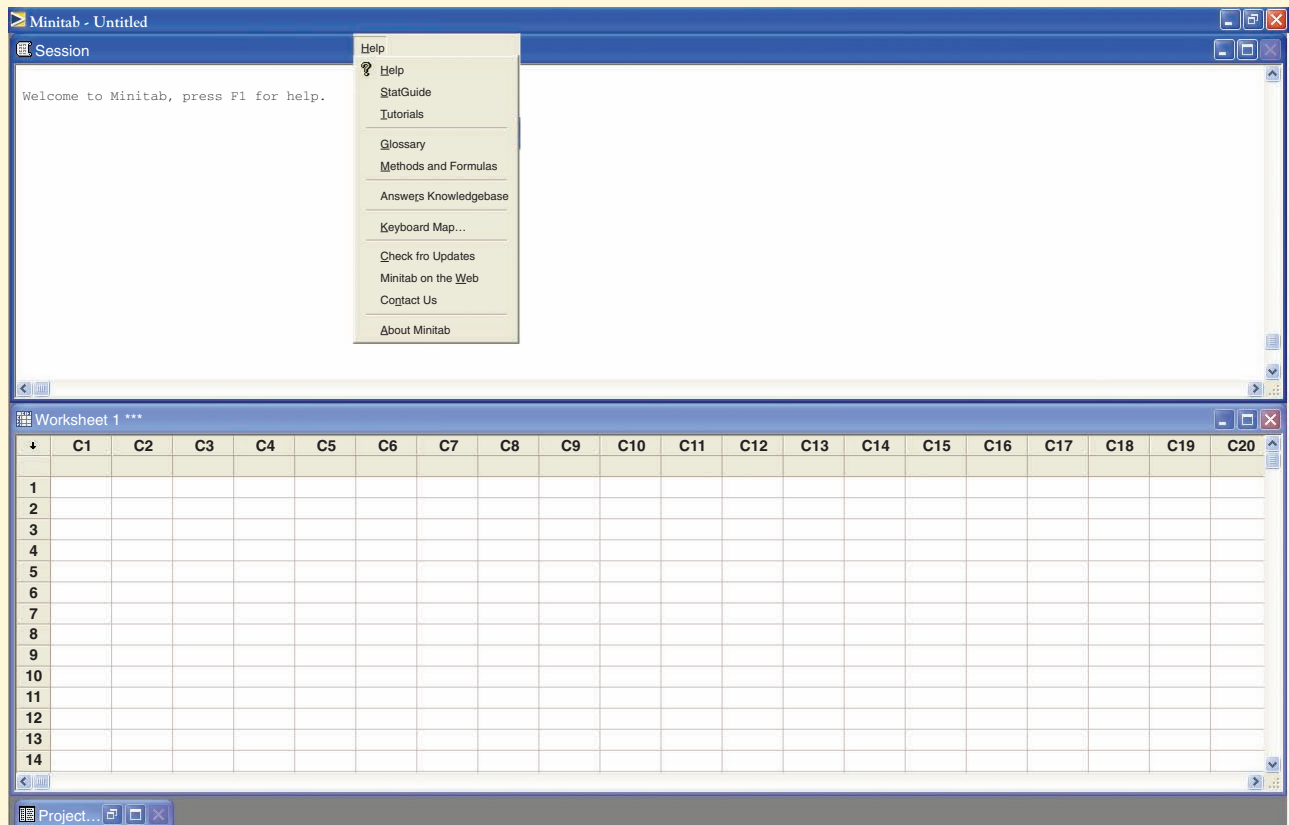 Minitab - Untitled
Session
Help
Help
StatGuide
Tutorials
Glossary
Methods and Formulas
Answers Knowledgebase
Keyboard Map...
Check fro Updates
Minitab on the Web
Contact Us
About Minitab
Welcome to Minitab, press F1 for help.
Worksheet 1 ***
C1 C2 C3 C4 C5 C6 C7 C8 C9 C10 C11 C12 C13 C14 C15 C16 C17 C18 C19 C20
1
2
3
4
5
6
7
8
9
10
11
12
13
14
Project...